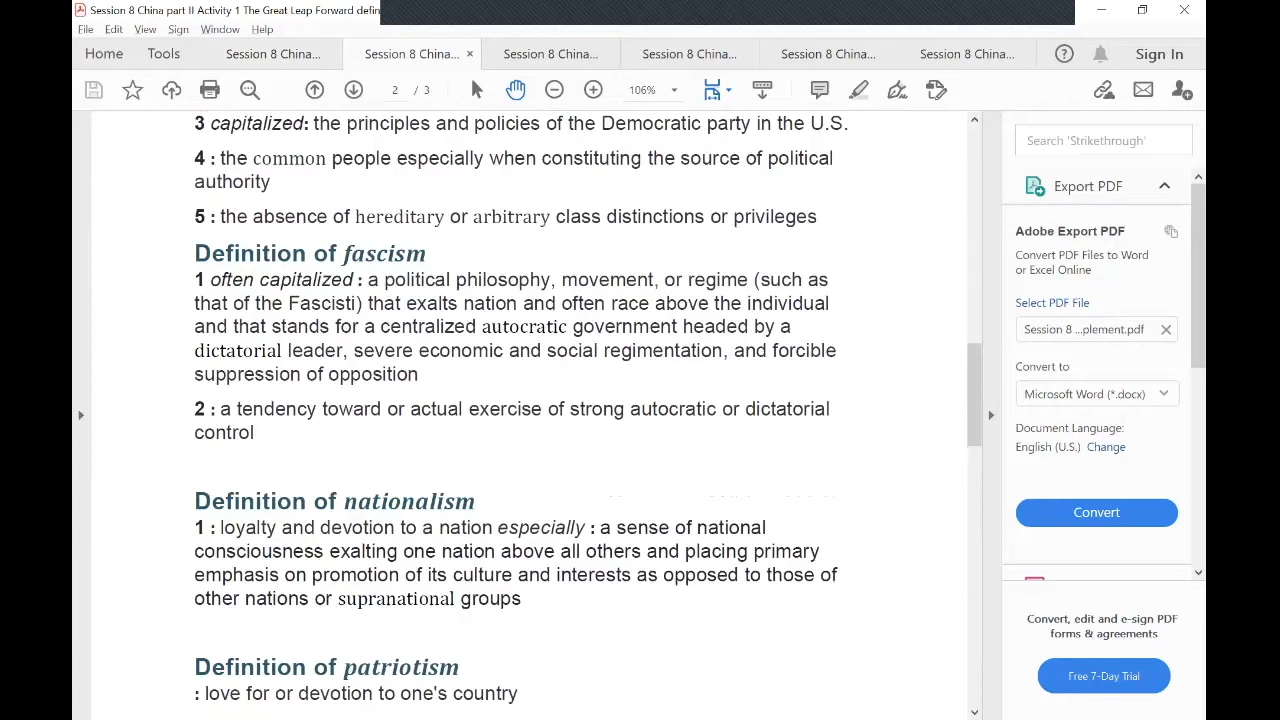 Session 8 China part II Activity 1 The Great Leap Forward defin
File Edit View Sign Window Help
Home Tools Session 8 China... Session 8 China... × Session 8 China... Session 8 China... Session 8 China... Session 8 China... Sign In
2 / 3 106%
3 capitalized: the principles and policies of the Democratic party in the U.S.
4 : the common people especially when constituting the source of political
authority
5 : the absence of hereditary or arbitrary class distinctions or privileges
Definition of fascism
1 often capitalized : a political philosophy, movement, or regime (such as
that of the Fascisti) that exalts nation and often race above the individual
and that stands for a centralized autocratic government headed by a
dictatorial leader, severe economic and social regimentation, and forcible
suppression of opposition
2 : a tendency toward or actual exercise of strong autocratic or dictatorial
control
Definition of nationalism
1 : loyalty and devotion to a nation especially : a sense of national
consciousness exalting one nation above all others and placing primary
emphasis on promotion of its culture and interests as opposed to those of
other nations or supranational groups
Definition of patriotism
: love for or devotion to one's country
Search 'Strikethrough'
Export PDF
Adobe Export PDF
Convert PDF Files to Word
or Excel Online
Select PDF File
Session 8 ...plement.pdf
Convert to
Microsoft Word (*.docx)
Document Language:
English (U.S.) Change
Convert
Convert, edit and e-sign PDF
forms & agreements
Free 7-Day Trial